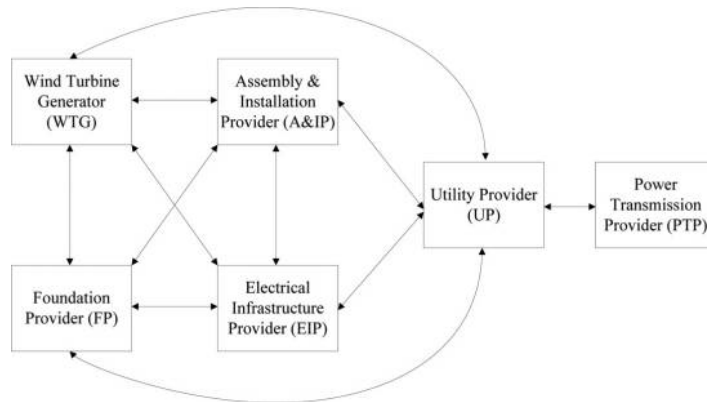 Wind Turbine
Generator
(WTG)
Assembly &
Installation
Provider (A&IP)
Utility Provider
(UP)
Power
Transmission
Provider (PTP)
Foundation
Provider (FP)
Electrical
Infrastructure
Provider (EIP)